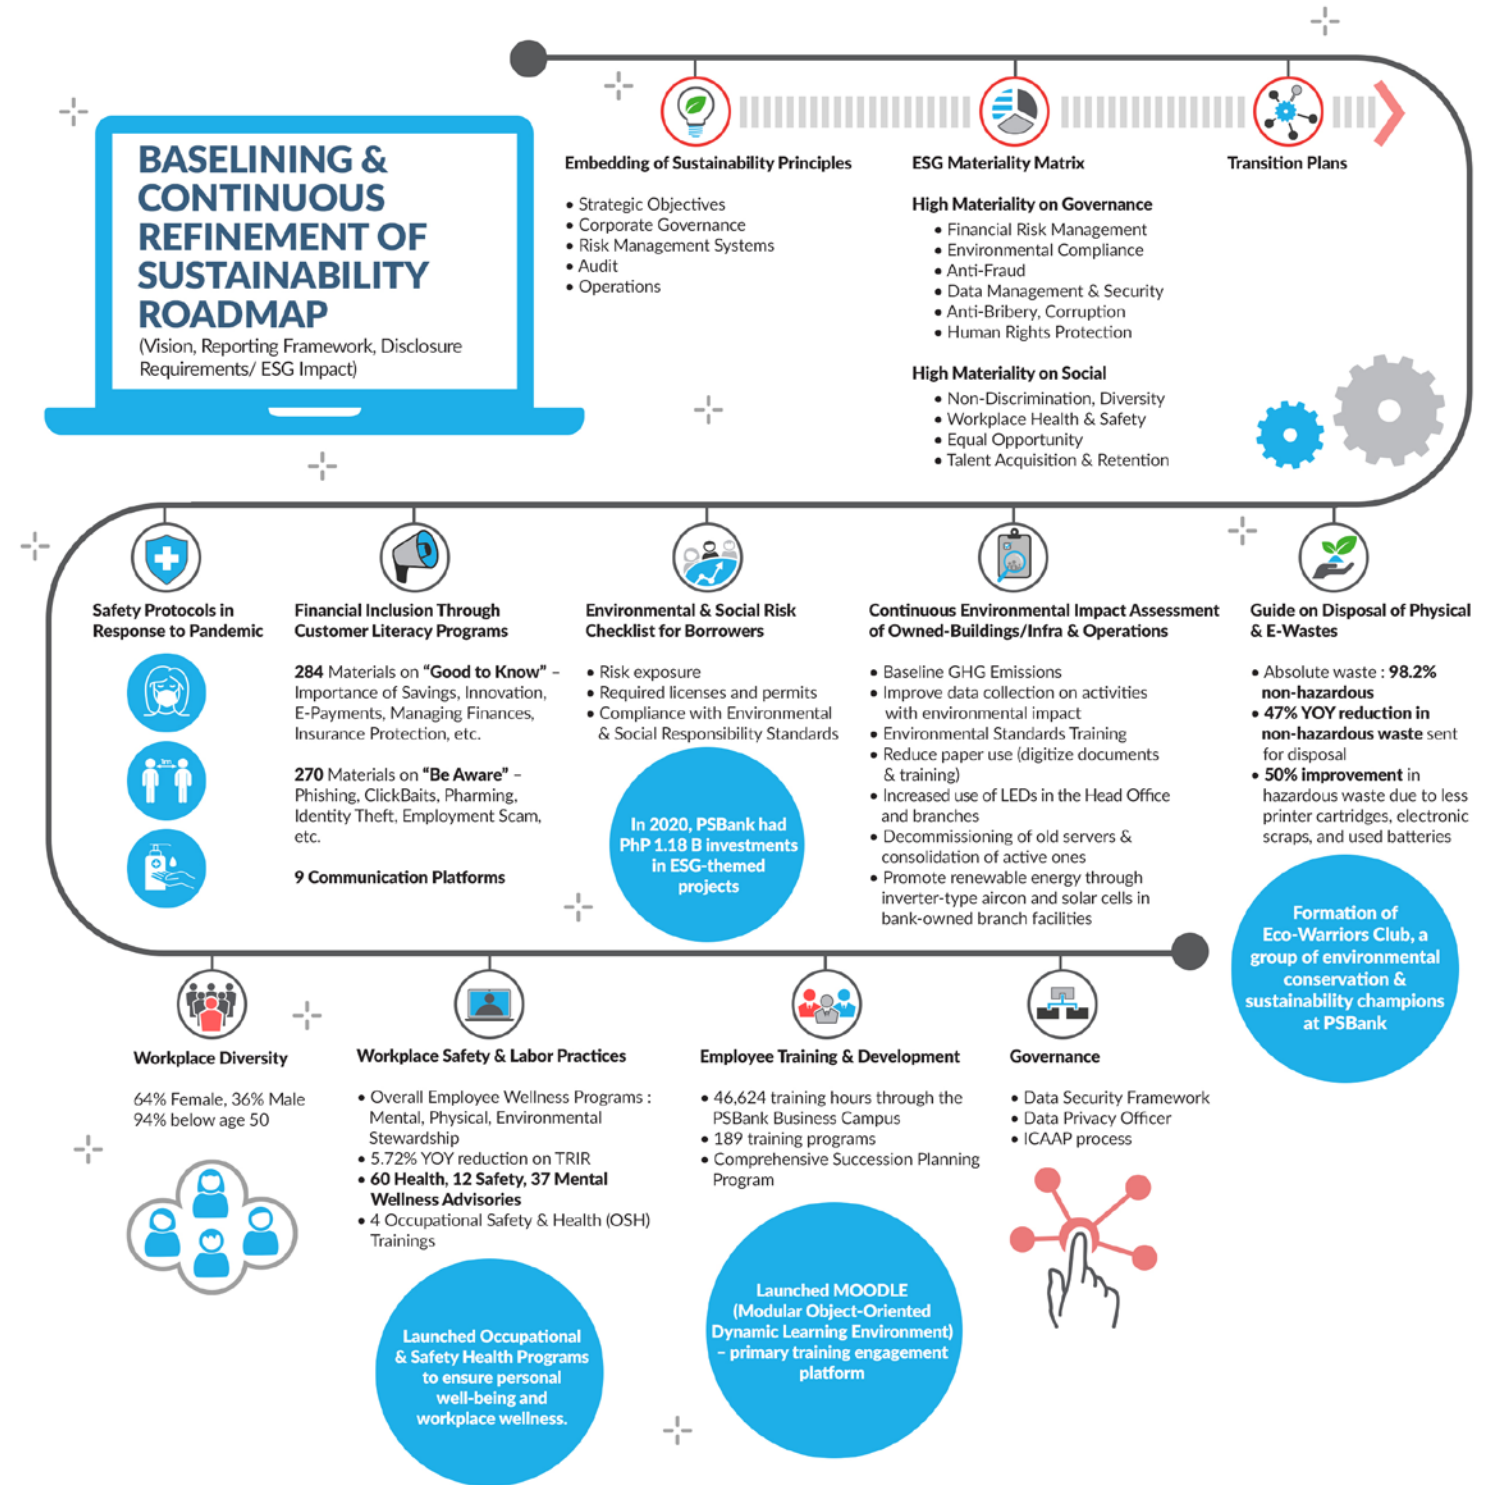 BASELINING &
CONTINUOUS
REFINEMENT OF
SUSTAINABILITY
ROADMAP
(Vision, Reporting Framework, Disclosure
Requirements/ ESG Impact)
Embedding of Sustainability Principles
• Strategic Objectives
• Corporate Governance
• Risk Management Systems
• Audit
• Operations
ESG Materiality Matrix
High Materiality on Governance
• Financial Risk Management
• Environmental Compliance
• Anti-Fraud
• Data Management & Security
• Anti-Bribery, Corruption
• Human Rights Protection
High Materiality on Social
• Non-Discrimination, Diversity
• Workplace Health & Safety
• Equal Opportunity
• Talent Acquisition & Retention
Transition Plans
Safety Protocols in
Response to Pandemic
1m
Financial Inclusion Through
Customer Literacy Programs
284 Materials on “Good to Know” –
Importance of Savings, Innovation,
E-Payments, Managing Finances,
Insurance Protection, etc.
270 Materials on “Be Aware” –
Phishing, ClickBaits, Pharming,
Identity Theft, Employment Scam,
etc.
9 Communication Platforms
Environmental & Social Risk
Checklist for Borrowers
• Risk exposure
• Required licenses and permits
• Compliance with Environmental
& Social Responsibility Standards
In 2020, PSBank had
PhP 1.18 B investments
in ESG-themed
projects
Continuous Environmental Impact Assessment
of Owned-Buildings/Infra & Operations
• Baseline GHG Emissions
• Improve data collection on activities
with environmental impact
• Environmental Standards Training
• Reduce paper use (digitize documents
& training)
• Increased use of LEDs in the Head Office
and branches
• Decommissioning of old servers &
consolidation of active ones
• Promote renewable energy through
inverter-type aircon and solar cells in
bank-owned branch facilities
Guide on Disposal of Physical
& E-Wastes
• Absolute waste : 98.2%
non-hazardous
• 47% YOY reduction in
non-hazardous waste sent
for disposal
• 50% improvement in
hazardous waste due to less
printer cartridges, electronic
scraps, and used batteries
Formation of
Eco-Warriors Club, a
group of environmental
conservation &
sustainability champions
at PSBank
Workplace Diversity
64% Female, 36% Male
94% below age 50
Workplace Safety & Labor Practices
• Overall Employee Wellness Programs :
Mental, Physical, Environmental
Stewardship
• 5.72% YOY reduction on TRIR
• 60 Health, 12 Safety, 37 Mental
Wellness Advisories
• 4 Occupational Safety & Health (OSH)
Trainings
Launched Occupational
& Safety Health Programs
to ensure personal
well-being and
workplace wellness.
Employee Training & Development
• 46,624 training hours through the
PSBank Business Campus
• 189 training programs
• Comprehensive Succession Planning
Program
Launched MOODLE
(Modular Object-Oriented
Dynamic Learning Environment)
– primary training engagement
platform
Governance
• Data Security Framework
• Data Privacy Officer
• ICAAP process